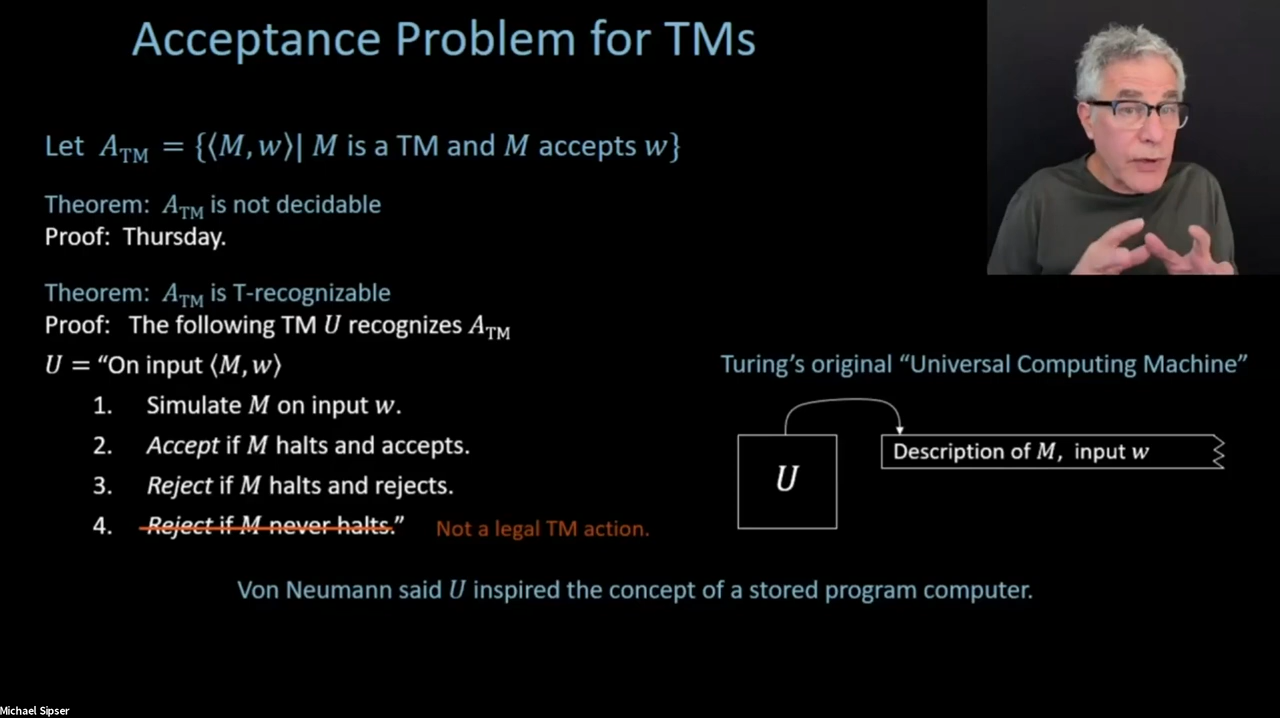 Acceptance Problem for TMs
Let A_TM = {⟨M, w⟩| M is a TM and M accepts w}
Theorem: A_TM is not decidable
Proof: Thursday.
Theorem: A_TM is T-recognizable
Proof: The following TM U recognizes A_TM
U = “On input ⟨M, w⟩
1. Simulate M on input w.
2. Accept if M halts and accepts.
3. Reject if M halts and rejects.
4. Reject if M never halts.” Not a legal TM action.
Turing’s original “Universal Computing Machine”
U
Description of M, input w
Von Neumann said U inspired the concept of a stored program computer.
Michael Sipser